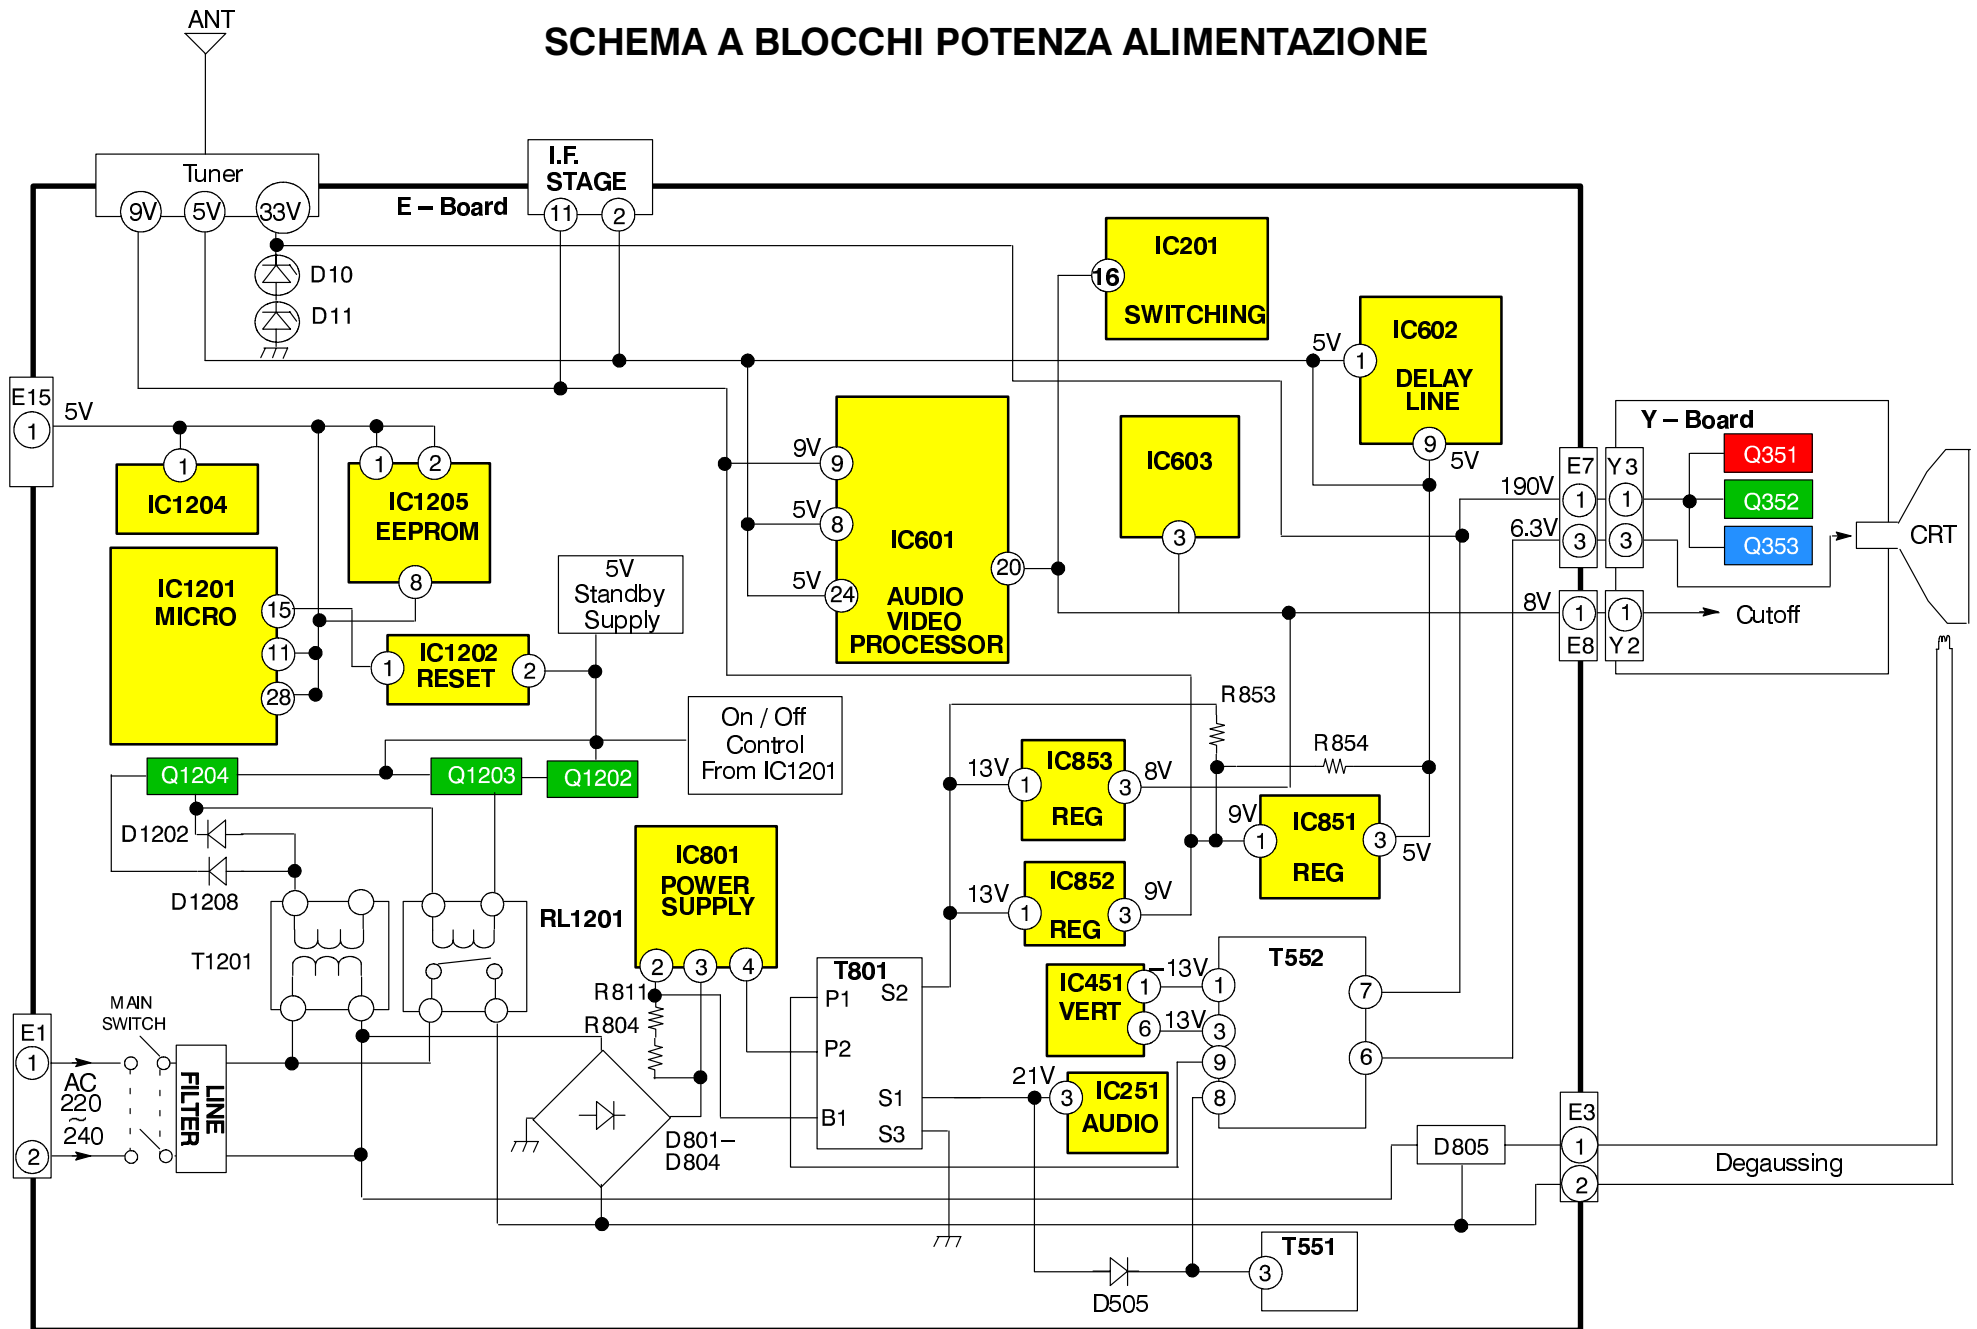 ANT
SCHEMA A BLOCCHI POTENZA ALIMENTAZIONE
Tuner
9V
5V
33V
E – Board
I.F.
STAGE
11
2
D10
D11
IC201
16
SWITCHING
IC602
5V
1
DELAY
LINE
9
5V
E15
1
5V
1
IC1204
1
2
IC1205
EEPROM
8
9V
9
5V
8
5V
24
IC601
20
AUDIO
VIDEO
PROCESSOR
IC603
3
Y – Board
Q351
Q352
Q353
CRT
190V
6.3V
E7
1
3
Y3
1
3
8V
1
E8
1
Y2
Cutoff
IC1201
MICRO
15
11
28
5V
Standby
Supply
1
IC1202
RESET
2
On / Off
Control
From IC1201
Q1204
Q1203
Q1202
D1202
D1208
T1201
RL1201
R853
R854
13V
1
IC853
REG
3
8V
9V
1
IC851
REG
3
5V
13V
1
IC852
REG
3
9V
IC801
POWER
SUPPLY
2
3
4
R811
R804
T801
P1
P2
B1
S2
S1
S3
IC451
VERT
1
6
–13V
13V
T552
1
3
9
8
7
6
21V
3
IC251
AUDIO
MAIN
SWITCH
E1
1
2
AC
220
~
240
LINE
FILTER
D801–
D804
D805
E3
1
2
Degaussing
D505
T551
3